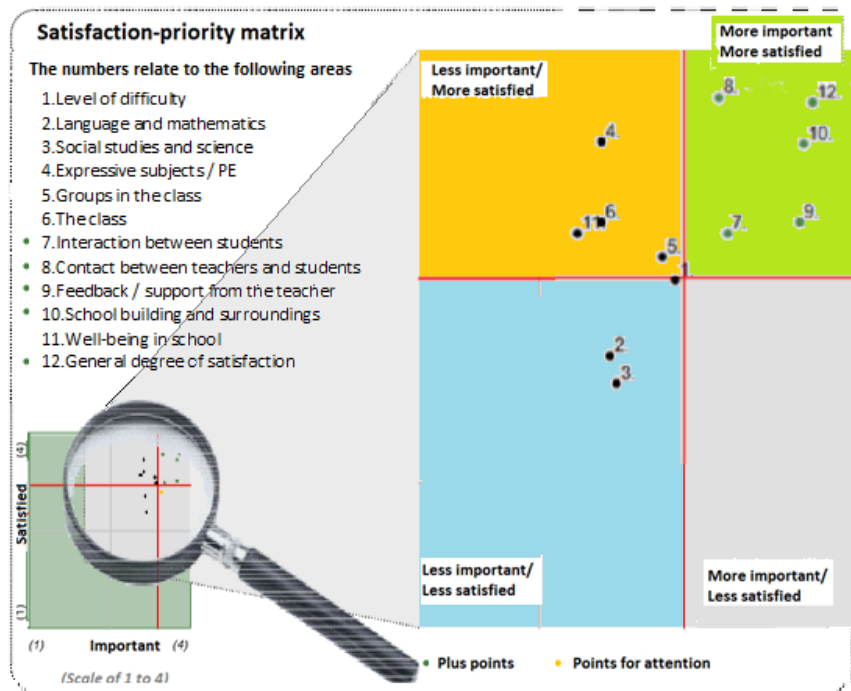 Satisfaction-priority matrix
The numbers relate to the following areas
1.Level of difficulty
2.Language and mathematics
3.Social studies and science
4.Expressive subjects / PE
5.Groups in the class
6.The class
7.Interaction between students
8.Contact between teachers and students
9.Feedback / support from the teacher
10.School building and surroundings
11.Well-being in school
12.General degree of satisfaction
Less important/
More satisfied
More important
More satisfied
8.
12.
4.
10.
11.
6.
7.
9.
5.
1.
2.
3.
Less important/
Less satisfied
More important/
Less satisfied
(4)
Satisfied
(1)
(1)
Important
(4)
(Scale of 1 to 4)
Plus points
Points for attention